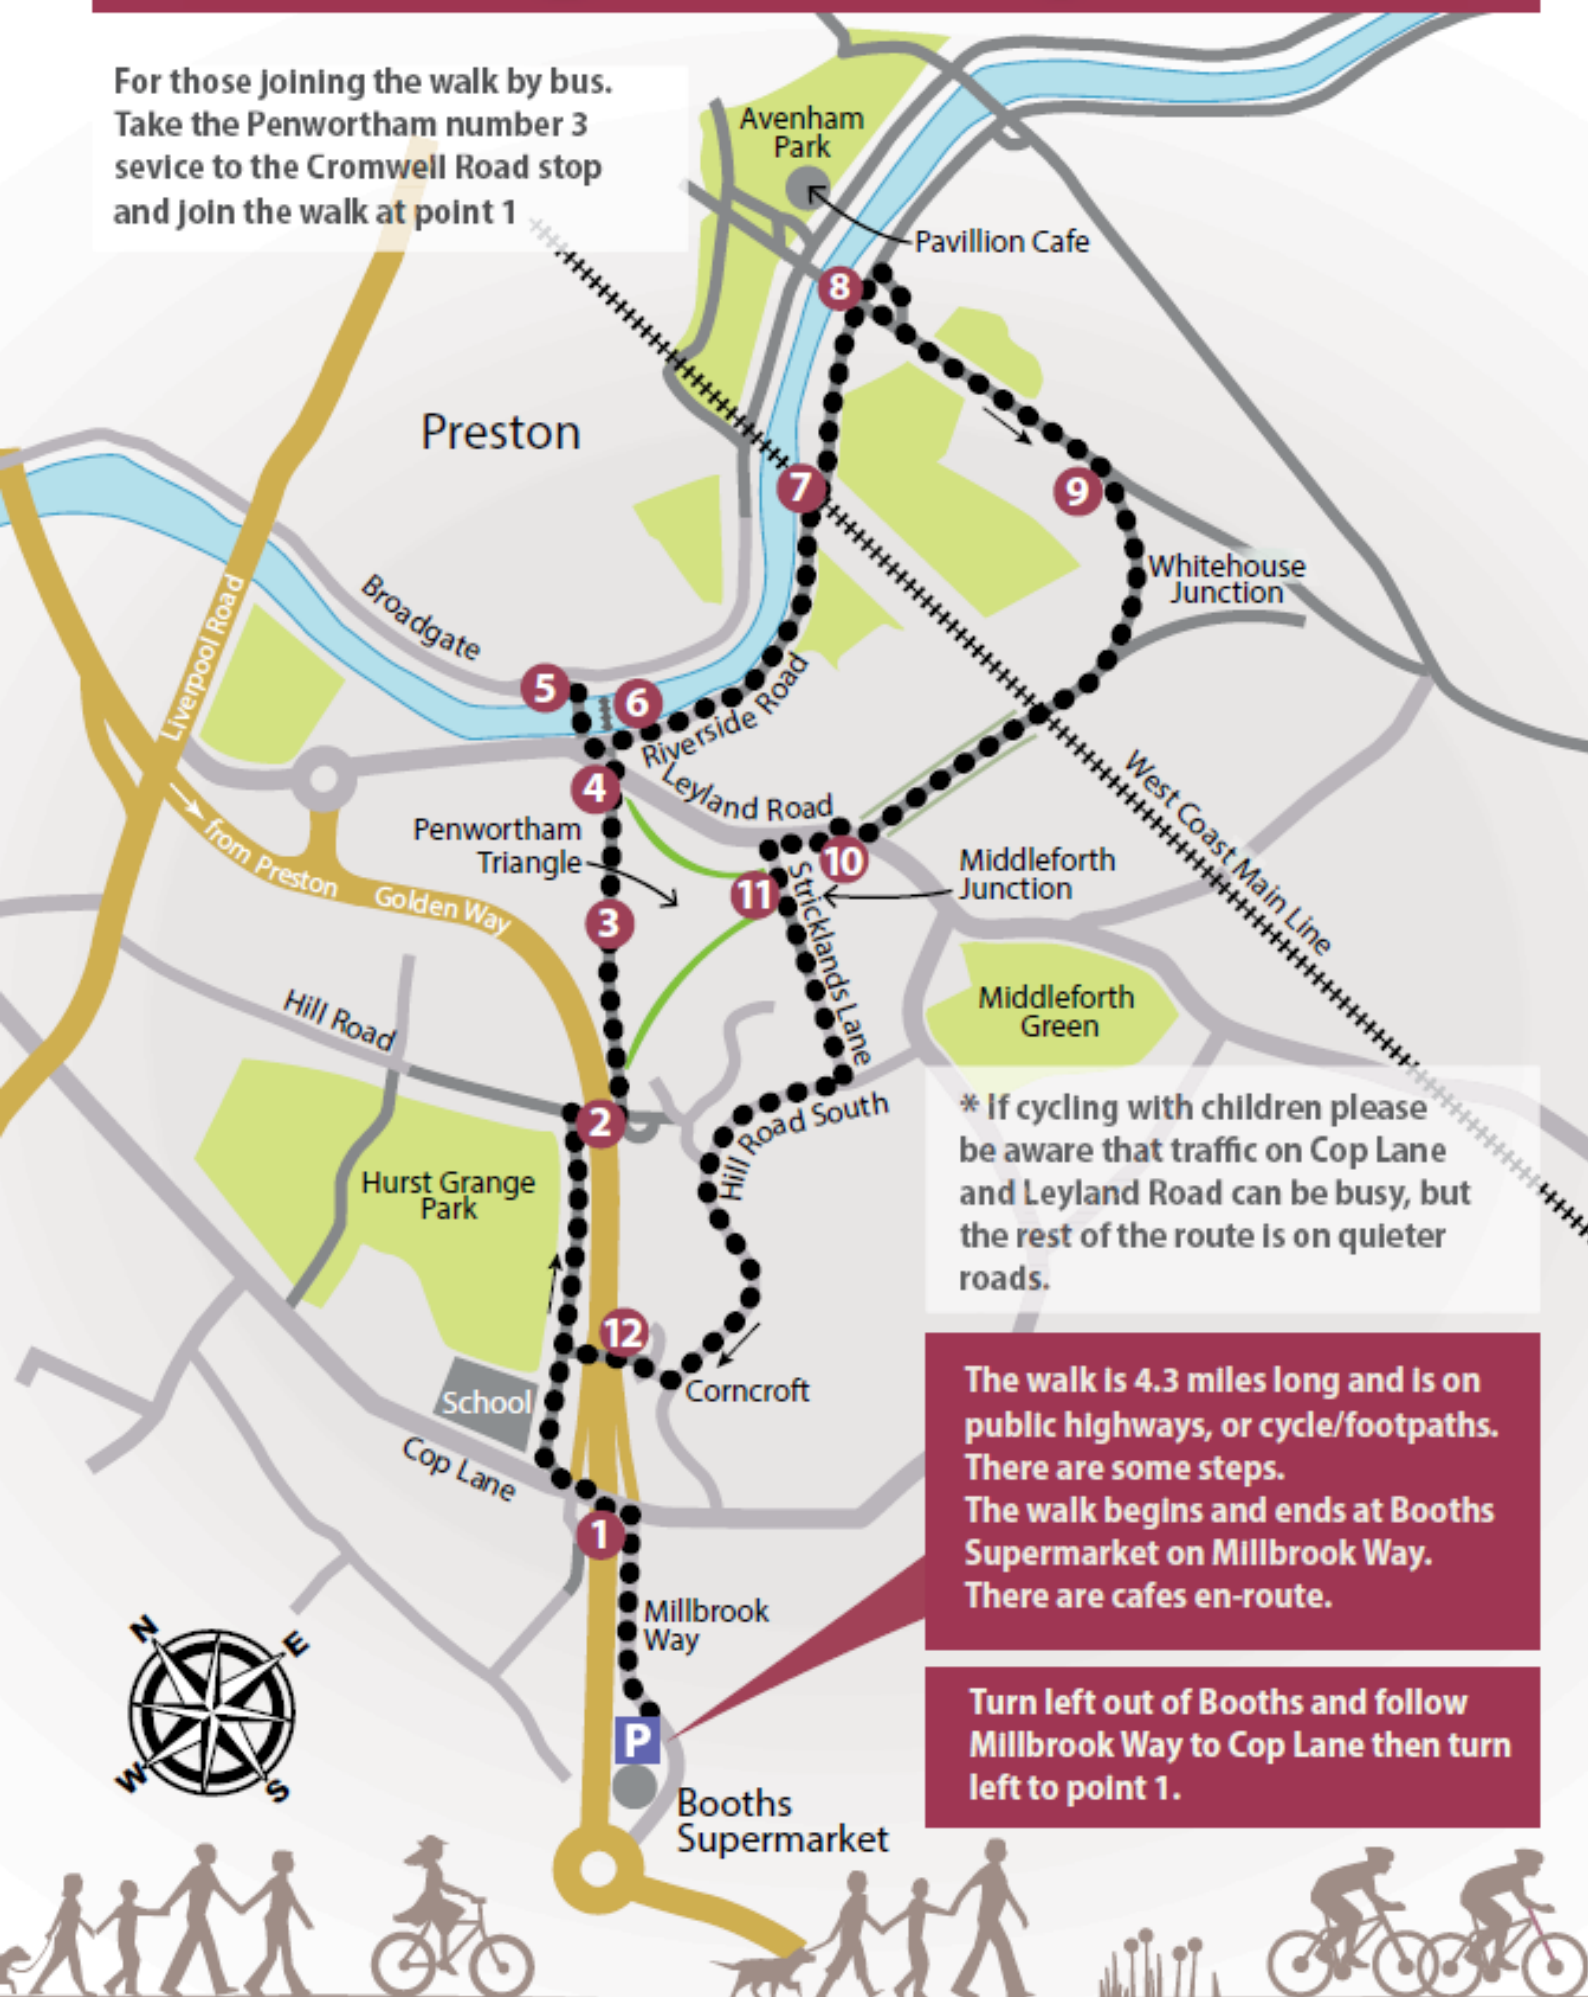 For those joining the walk by bus.
Take the Penwortham number 3
sevice to the Cromwell Road stop
and join the walk at point 1
Avenham
Park
Pavillion Cafe
8
Preston
7
9
Whitehouse
Junction
Broadgate
Liverpool Road
5
6
Riverside Road
4
Leyland Road
West Coast Main Line
Penwortham
Triangle
10
Middleforth
Junction
11
Stricklands Lane
from Preston
Golden Way
3
Hill Road
Middleforth
Green
2
Hill Road South
Hurst Grange
Park
* If cycling with children please
be aware that traffic on Cop Lane
and Leyland Road can be busy, but
the rest of the route is on quieter
roads.
12
Corncroft
School
Cop Lane
The walk is 4.3 miles long and is on
public highways, or cycle/footpaths.
There are some steps.
The walk begins and ends at Booths
Supermarket on Millbrook Way.
There are cafes en-route.
1
Millbrook
Way
N
E
W
S
P
Turn left out of Booths and follow
Millbrook Way to Cop Lane then turn
left to point 1.
Booths
Supermarket